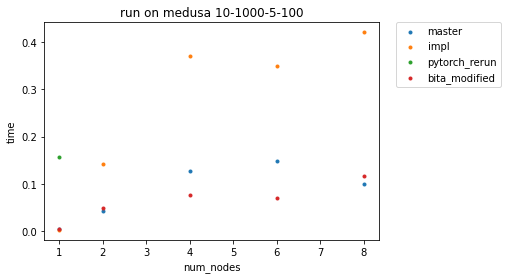 run on medusa 10-1000-5-100
master
impl
pytorch_rerun
bita_modified
time
0.4
0.3
0.2
0.1
0.0
1 2 3 4 5 6 7 8
num_nodes